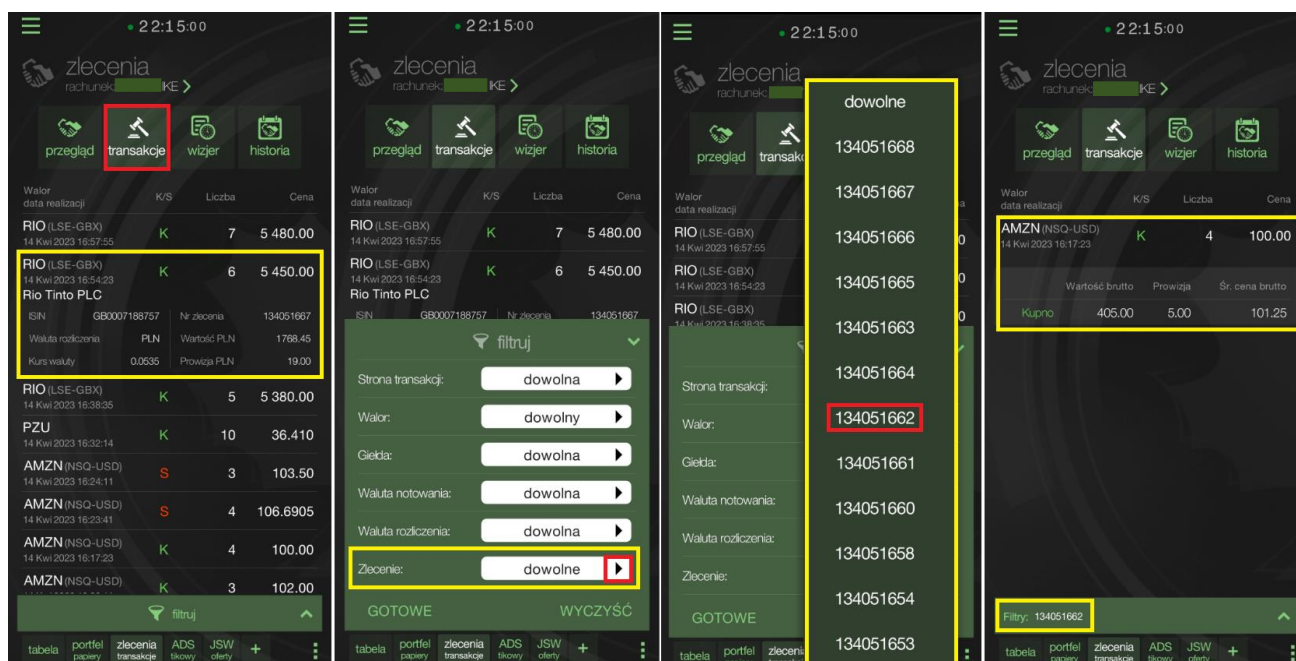 22:15:00
zlecenia
rachunek: IKE >
przegląd transakcje wizjer historia
Walor
data realizacji K/S Liczba Cena
RIO (LSE-GBX) K 7 5 480.00
14 Kwi 2023 16:57:55
RIO (LSE-GBX) K 6 5 450.00
14 Kwi 2023 16:54:23
Rio Tinto PLC
ISIN GB0007188757 Nr zlecenia 134051667
Waluta rozliczenia PLN Wartość PLN 1768.45
Kurs waluty 0.0535 Prowizja PLN 19.00
RIO (LSE-GBX) K 5 5 380.00
14 Kwi 2023 16:38:35
PZU K 10 36.410
14 Kwi 2023 16:32:14
AMZN (NSQ-USD) S 3 103.50
14 Kwi 2023 16:24:11
AMZN (NSQ-USD) S 4 106.6905
14 Kwi 2023 16:23:41
AMZN (NSQ-USD) K 4 100.00
14 Kwi 2023 16:17:23
AMZN (NSQ-USD) K 3 102.00
filtruj
tabela portfel papiery zlecenia transakcje ADS tikowy JSW oferty +
22:15:00
zlecenia
rachunek: IKE >
przegląd transakcje wizjer historia
Walor
data realizacji K/S Liczba Cena
RIO (LSE-GBX) K 7 5 480.00
14 Kwi 2023 16:57:55
RIO (LSE-GBX) K 6 5 450.00
14 Kwi 2023 16:54:23
Rio Tinto PLC
ISIN GB0007188757 Nr zlecenia 134051667
filtruj
Strona transakcji: dowolna
Walor: dowolny
Giełda: dowolna
Waluta notowania: dowolna
Waluta rozliczenia: dowolna
Zlecenie: dowolne
GOTOWE WYCZYŚĆ
tabela portfel papiery zlecenia transakcje ADS tikowy JSW oferty +
22:15:00
zlecenia
rachunek:
przegląd transakc
Walor
data realizacji
RIO (LSE-GBX)
14 Kwi 2023 16:57:55
RIO (LSE-GBX)
14 Kwi 2023 16:54:23
RIO (LSE-GBX)
14 Kwi 2023 16:38:35
Strona transakcji:
Walor:
Giełda:
Waluta notowania:
Waluta rozliczenia:
Zlecenie:
GOTOWE
tabela portfel papiery zlecen
dowolne
134051668
134051667
134051666
134051665
134051663
134051664
134051662
134051661
134051660
134051658
134051654
134051653
22:15:00
zlecenia
rachunek: IKE >
przegląd transakcje wizjer historia
Walor
data realizacji K/S Liczba Cena
AMZN (NSQ-USD) K 4 100.00
14 Kwi 2023 16:17:23
Wartość brutto Prowizja Śr. cena brutto
Kupno 405.00 5.00 101.25
Filtry: 134051662
tabela portfel papiery zlecenia transakcje ADS tikowy JSW oferty +